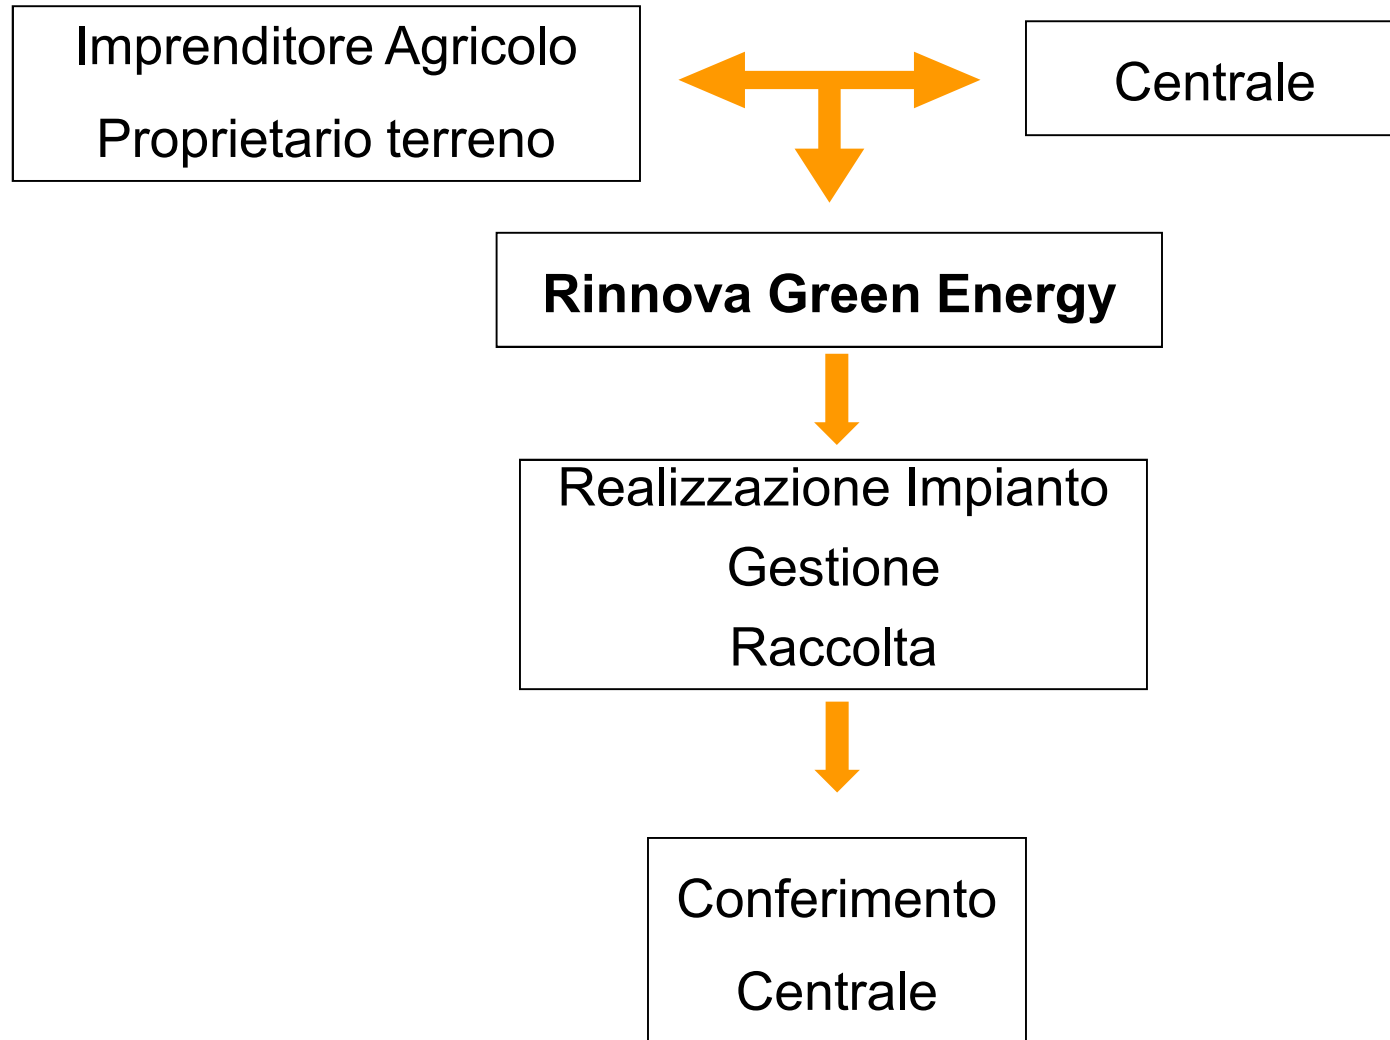 Imprenditore Agricolo
Proprietario terreno
Centrale
Rinnova Green Energy
Realizzazione Impianto
Gestione
Raccolta
Conferimento
Centrale